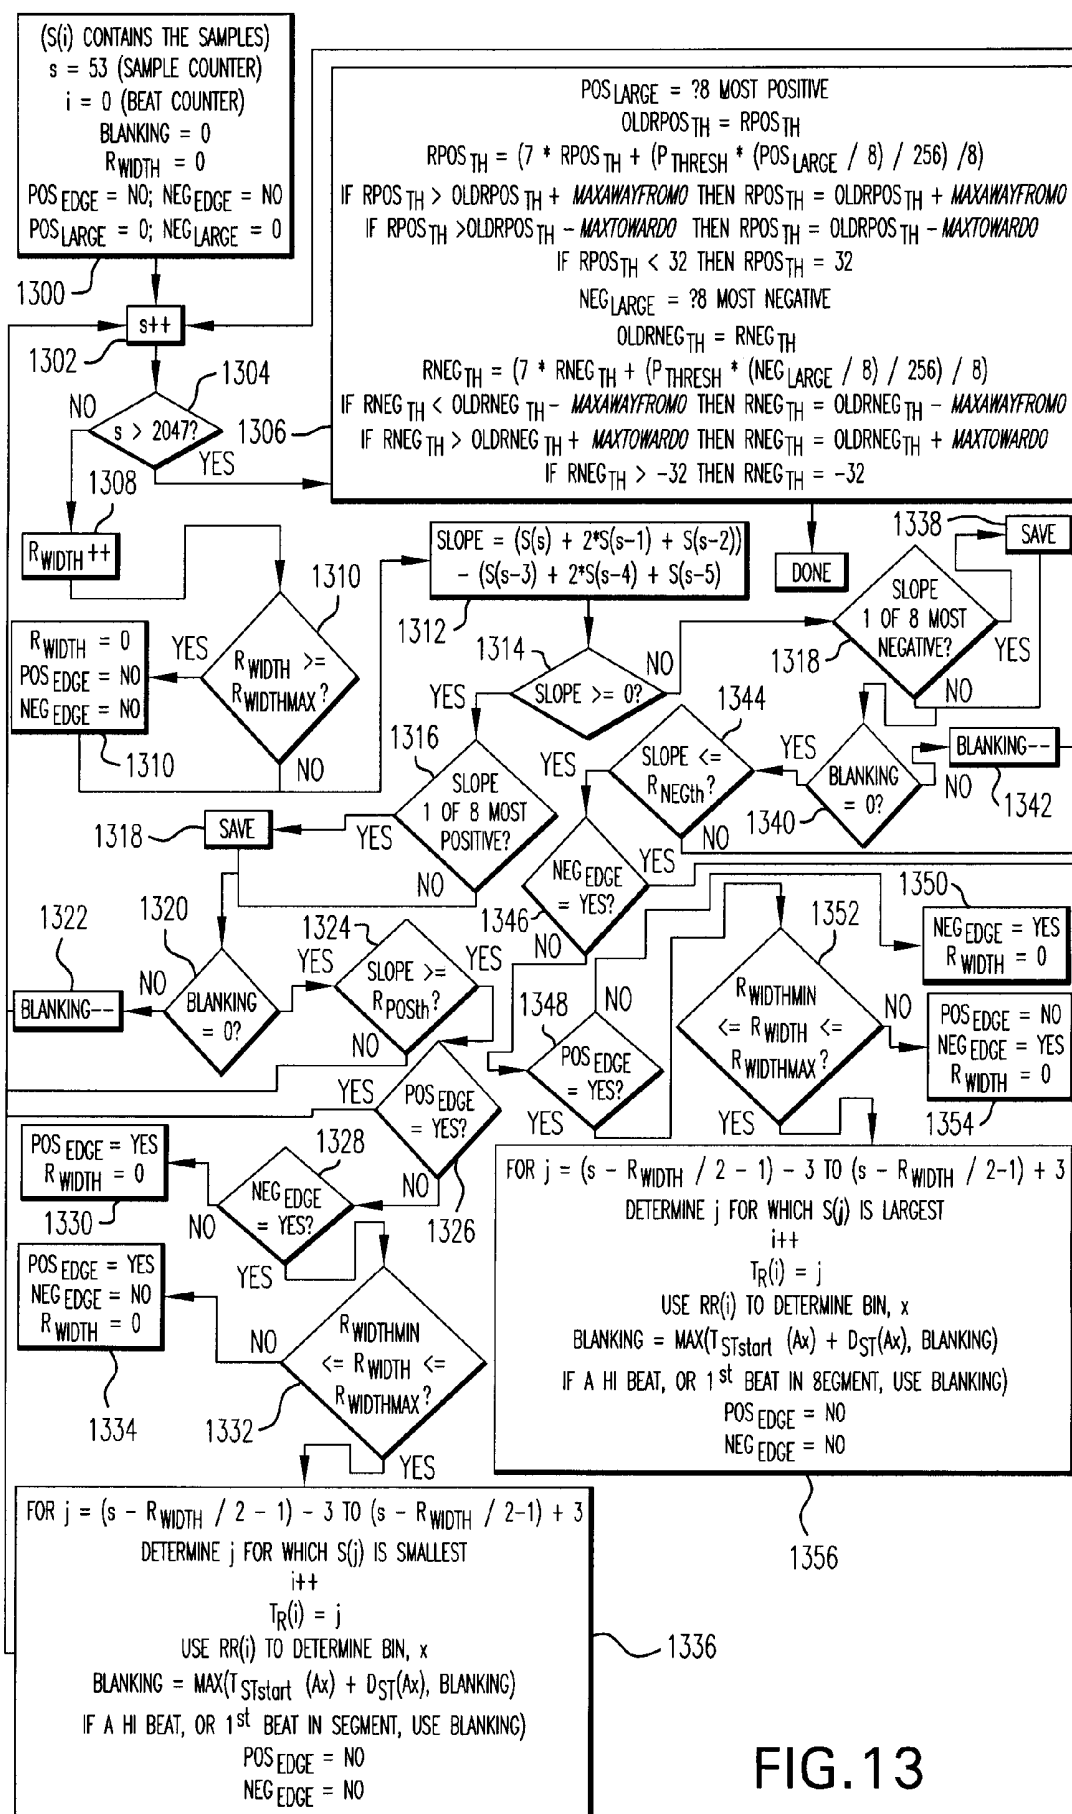 (S(i) CONTAINS THE SAMPLES)
s = 53 (SAMPLE COUNTER)
i = 0 (BEAT COUNTER)
BLANKING = 0
RWIDTH = 0
POSEDGE = NO; NEGEDGE = NO
POSLARGE = 0; NEGLARGE = 0
1300
s++
1302
1304
NO
s > 2047?
YES
1306
POSLARGE = ?8 MOST POSITIVE
OLDRPOSTH = RPOSTH
RPOSTH = (7 * RPOSTH + (PTHRESH * (POSLARGE / 8) / 256) /8)
IF RPOSTH > OLDRPOSTH + MAXAWAYFROMO THEN RPOSTH = OLDRPOSTH + MAXAWAYFROMO
IF RPOSTH >OLDRPOSTH - MAXTOWARDO THEN RPOSTH = OLDRPOSTH - MAXTOWARDO
IF RPOSTH < 32 THEN RPOSTH = 32
NEGLARGE = ?8 MOST NEGATIVE
OLDRNEGTH = RNEGTH
RNEGTH = (7 * RNEGTH + (PTHRESH * (NEGLARGE / 8) / 256) / 8)
IF RNEGTH < OLDRNEGTH - MAXAWAYFROMO THEN RNEGTH = OLDRNEGTH - MAXAWAYFROMO
IF RNEGTH > OLDRNEGTH + MAXTOWARDO THEN RNEGTH = OLDRNEGTH + MAXTOWARDO
IF RNEGTH > -32 THEN RNEGTH = -32
DONE
1308
RWIDTH++
1310
RWIDTH >=
RWIDTHMAX?
YES
NO
RWIDTH = 0
POSEDGE = NO
NEGEDGE = NO
1310
SLOPE = (S(s) + 2*S(s-1) + S(s-2))
- (S(s-3) + 2*S(s-4) + S(s-5)
1312
1314
SLOPE >= 0?
YES
NO
1338
SAVE
SLOPE
1 OF 8 MOST
NEGATIVE?
1318
YES
NO
1316
SLOPE
1 OF 8 MOST
POSITIVE?
YES
NO
1318
SAVE
1344
SLOPE <=
RNEGth?
YES
NO
YES
BLANKING
= 0?
NO
1340
BLANKING--
1342
1320
1322
BLANKING--
NO
BLANKING
= 0?
YES
1324
SLOPE >=
RPOSth?
YES
NO
NEGEDGE
= YES?
YES
1346
NO
1348
POSEDGE
= YES?
NO
YES
1350
NEGEDGE = YES
RWIDTH = 0
1352
RWIDTHMIN
<= RWIDTH <=
RWIDTHMAX?
NO
YES
POSEDGE = NO
NEGEDGE = YES
RWIDTH = 0
1354
YES
POSEDGE
= YES?
NO
1326
1328
NEGEDGE
= YES?
NO
YES
POSEDGE = YES
RWIDTH = 0
1330
POSEDGE = YES
NEGEDGE = NO
RWIDTH = 0
1334
NO
RWIDTHMIN
<= RWIDTH <=
RWIDTHMAX?
1332
YES
FOR j = (s - RWIDTH / 2 - 1) - 3 TO (s - RWIDTH / 2-1) + 3
DETERMINE j FOR WHICH S(j) IS LARGEST
i++
TR(i) = j
USE RR(i) TO DETERMINE BIN, x
BLANKING = MAX(TSTstart (Ax) + DST(Ax), BLANKING)
IF A HI BEAT, OR 1st BEAT IN 8EGMENT, USE BLANKING)
POSEDGE = NO
NEGEDGE = NO
1356
FOR j = (s - RWIDTH / 2 - 1) - 3 TO (s - RWIDTH / 2-1) + 3
DETERMINE j FOR WHICH S(j) IS SMALLEST
i++
TR(i) = j
USE RR(i) TO DETERMINE BIN, x
BLANKING = MAX(TSTstart (Ax) + DST(Ax), BLANKING)
IF A HI BEAT, OR 1st BEAT IN SEGMENT, USE BLANKING)
POSEDGE = NO
NEGEDGE = NO
1336
FIG.13